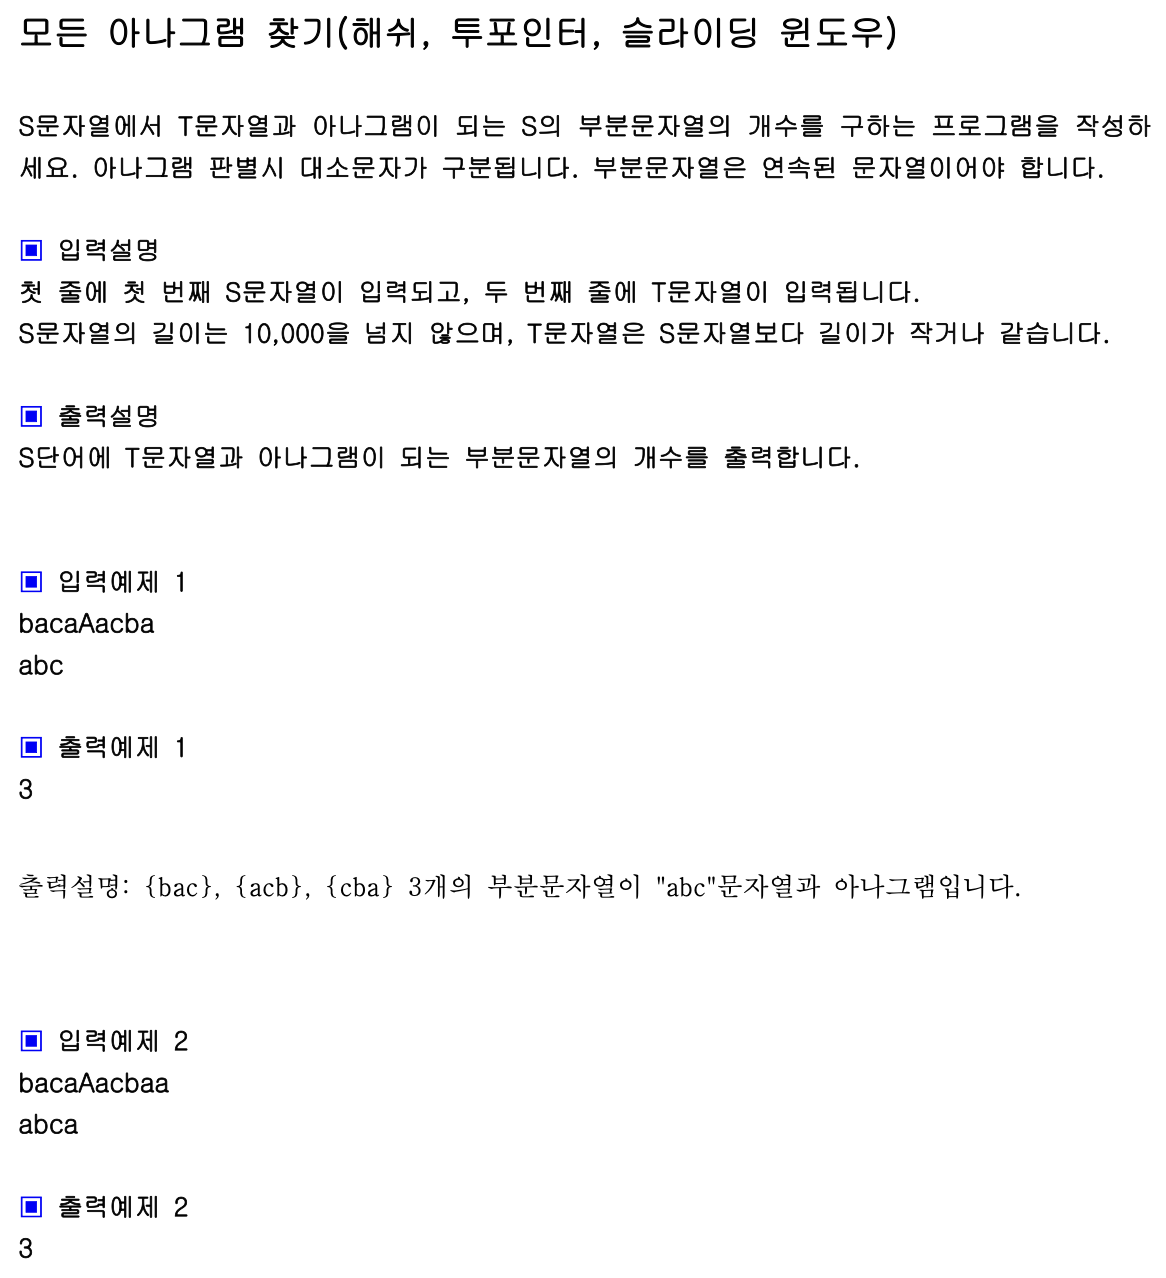 모든 아나그램 찾기(해쉬, 투포인터, 슬라이딩 윈도우)
S문자열에서 T문자열과 아나그램이 되는 S의 부분문자열의 개수를 구하는 프로그램을 작성하
세요. 아나그램 판별시 대소문자가 구분됩니다. 부분문자열은 연속된 문자열이어야 합니다.
▣ 입력설명
첫 줄에 첫 번째 S문자열이 입력되고, 두 번째 줄에 T문자열이 입력됩니다.
S문자열의 길이는 10,000을 넘지 않으며, T문자열은 S문자열보다 길이가 작거나 같습니다.
▣ 출력설명
S단어에 T문자열과 아나그램이 되는 부분문자열의 개수를 출력합니다.
▣ 입력예제 1
bacaAacba
abc
▣ 출력예제 1
3
출력설명: {bac}, {acb}, {cba} 3개의 부분문자열이 "abc"문자열과 아나그램입니다.
▣ 입력예제 2
bacaAacbaa
abca
▣ 출력예제 2
3